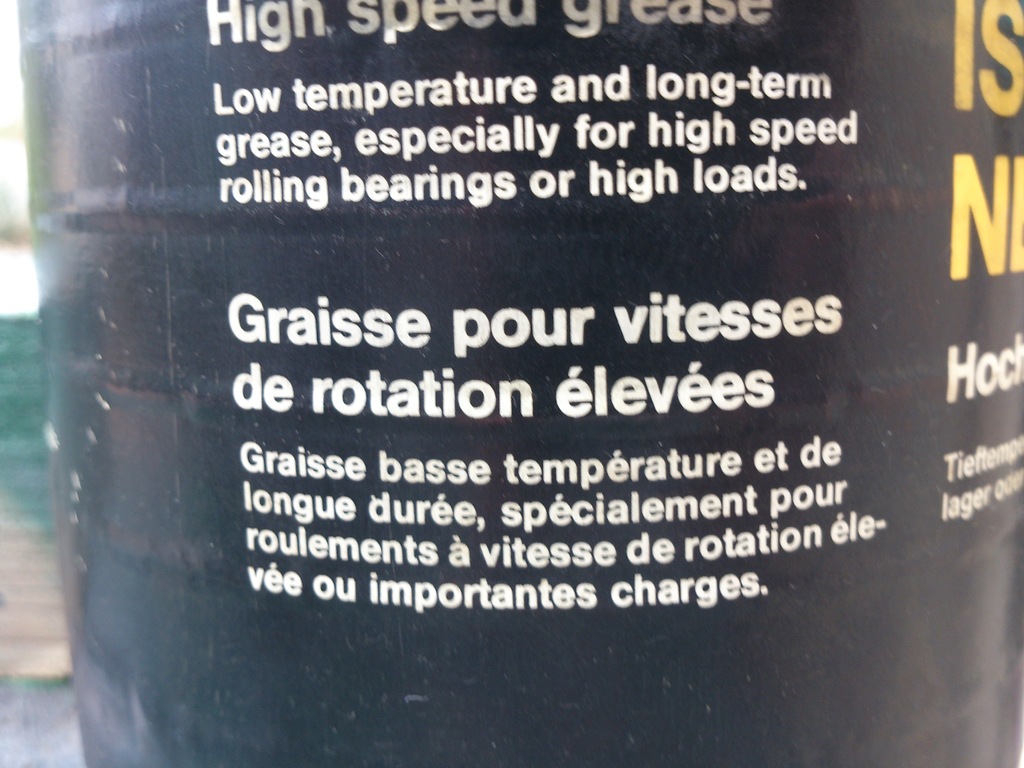 High speed grease
Low temperature and long-term
grease, especially for high speed
rolling bearings or high loads.
Graisse pour vitesses
de rotation élevées
Graisse basse température et de
longue durée, spécialement pour
roulements à vitesse de rotation éle-
vée ou importantes charges.
IS
Hoch
lager